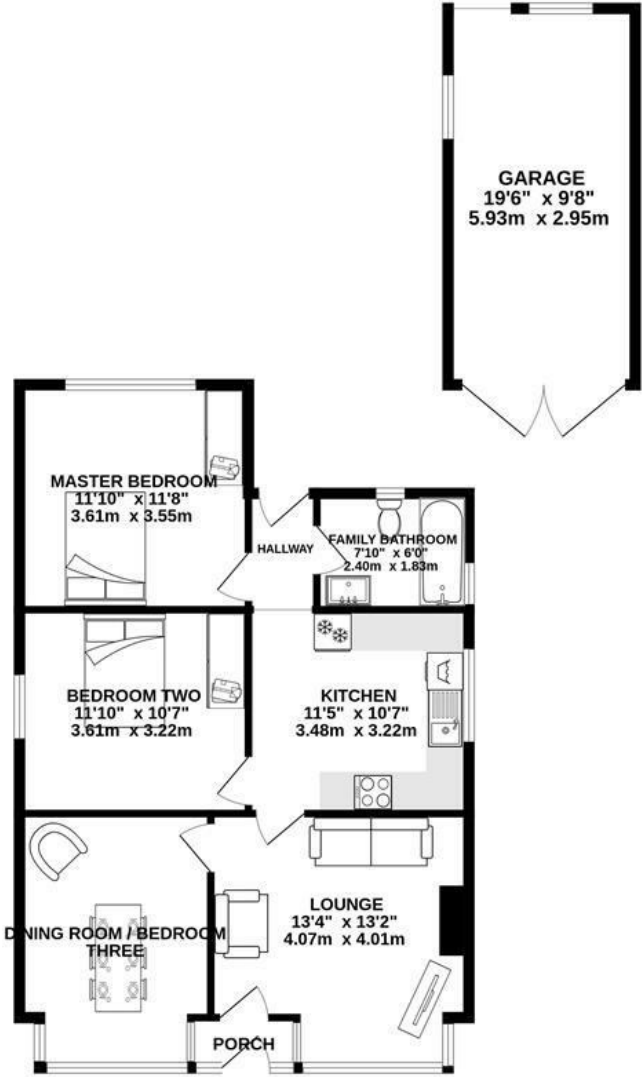 GARAGE
19'6" x 9'8"
5.93m x 2.95m
MASTER BEDROOM
11'10" x 11'8"
3.61m x 3.55m
HALLWAY
FAMILY BATHROOM
7'10" x 6'0"
2.40m x 1.83m
BEDROOM TWO
11'10" x 10'7"
3.61m x 3.22m
KITCHEN
11'5" x 10'7"
3.48m x 3.22m
DINING ROOM / BEDROOM
THREE
LOUNGE
13'4" x 13'2"
4.07m x 4.01m
PORCH